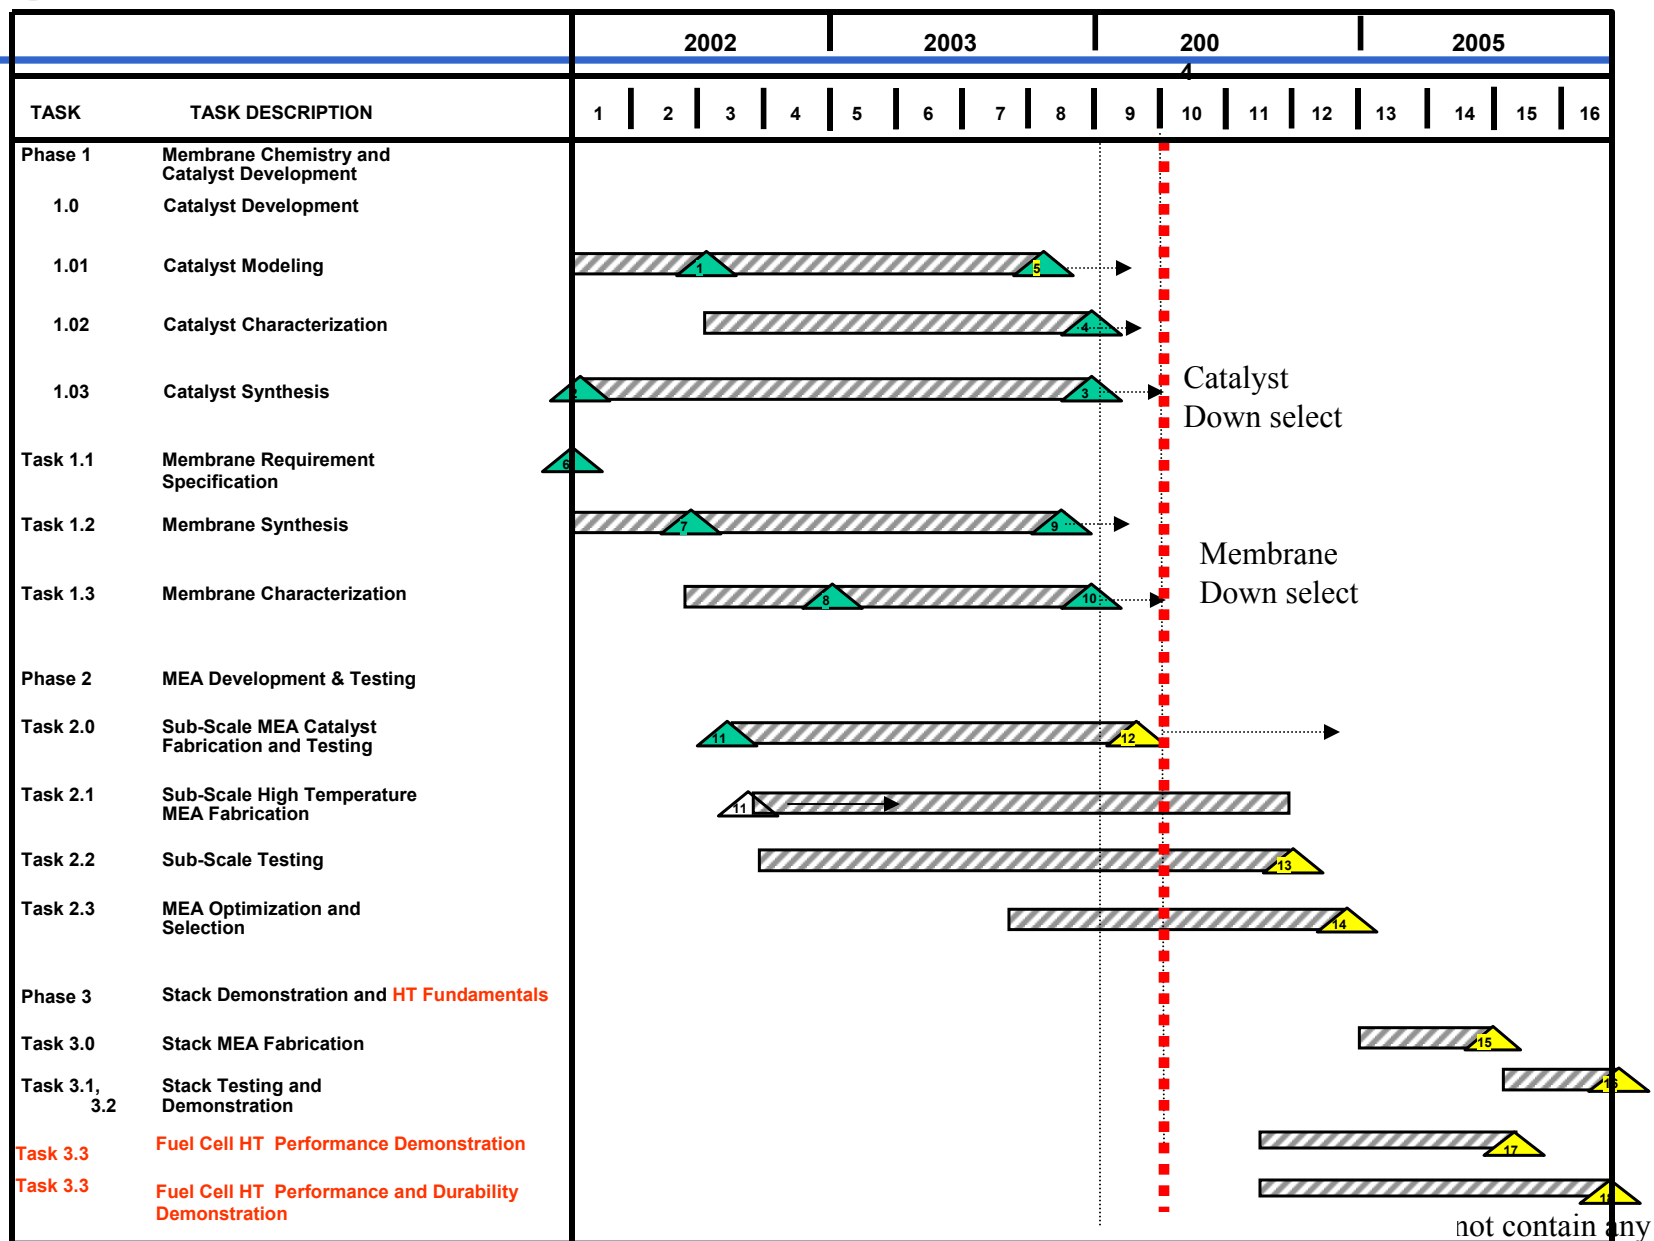 2002 2003 200 2005
4
TASK TASK DESCRIPTION 1 2 3 4 5 6 7 8 9 10 11 12 13 14 15 16
Phase 1 Membrane Chemistry and
Catalyst Development
1.0 Catalyst Development
1.01 Catalyst Modeling 1 5
1.02 Catalyst Characterization 4
1.03 Catalyst Synthesis 2 3
Catalyst
Down select
Task 1.1 Membrane Requirement 6
Specification
Task 1.2 Membrane Synthesis 7 9
Membrane
Down select
Task 1.3 Membrane Characterization 8 10
Phase 2 MEA Development & Testing
Task 2.0 Sub-Scale MEA Catalyst
Fabrication and Testing 11 12
Task 2.1 Sub-Scale High Temperature
MEA Fabrication 11
Task 2.2 Sub-Scale Testing 13
Task 2.3 MEA Optimization and
Selection 14
Phase 3 Stack Demonstration and HT Fundamentals
Task 3.0 Stack MEA Fabrication 15
Task 3.1, Stack Testing and 16
3.2 Demonstration
Fuel Cell HT Performance Demonstration 17
Task 3.3
Task 3.3 Fuel Cell HT Performance and Durability 18
Demonstration
not contain any